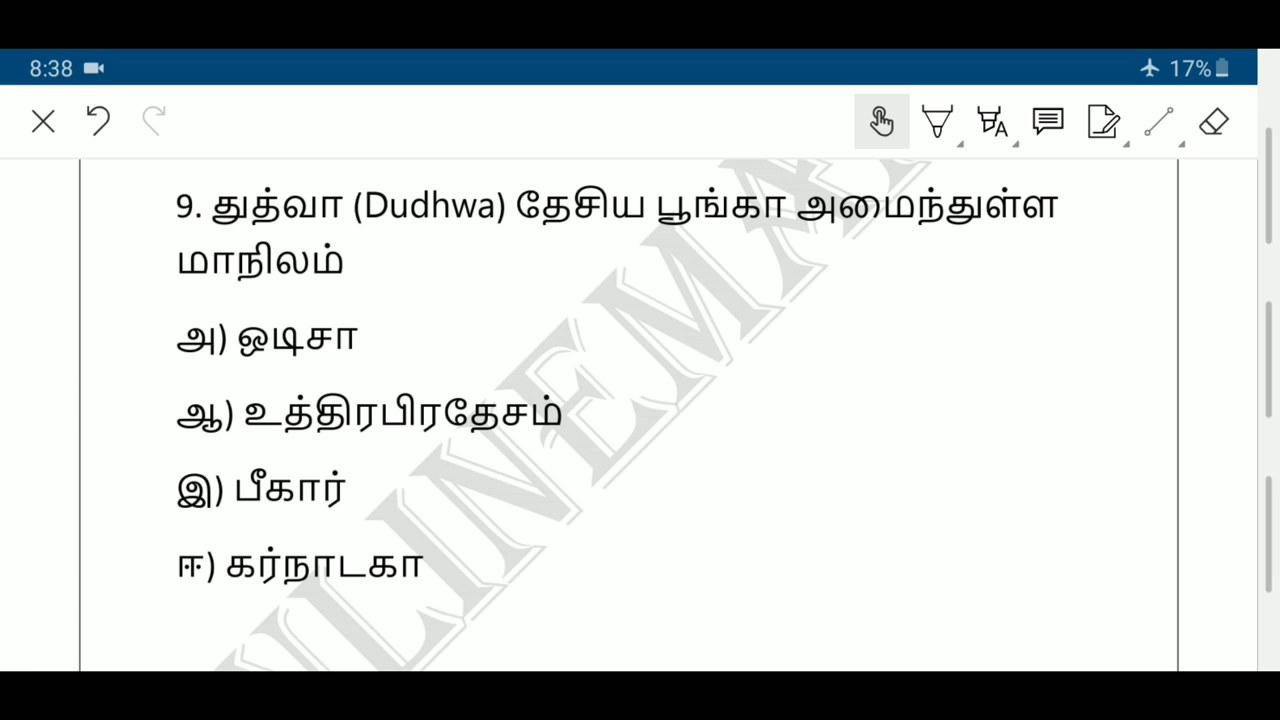 8:38
17%
9. துத்வா (Dudhwa) தேசிய பூங்கா அமைந்துள்ள
மாநிலம்
அ) ஒடிசா
ஆ) உத்திரபிரதேசம்
இ) பீகார்
ஈ) கர்நாடகா